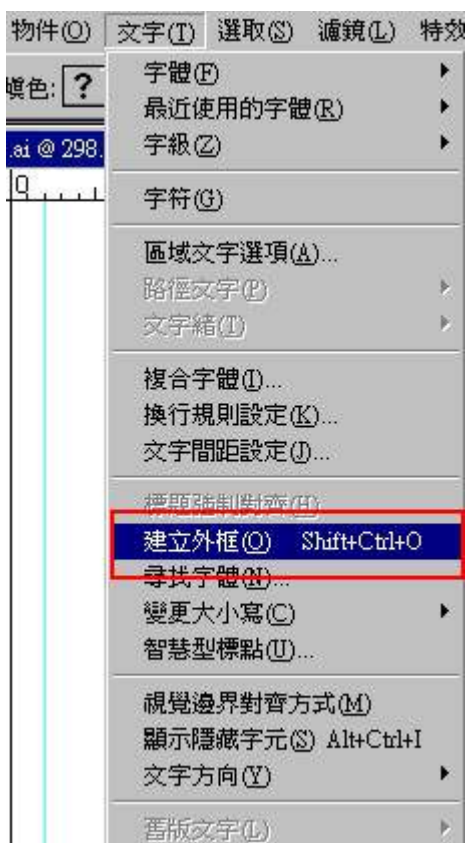 物件(O) 文字(T) 選取(S) 濾鏡(L) 特效
填色: ?
.ai @ 298.
0
字體(F)
最近使用的字體(R)
字級(Z)
字符(G)
區域文字選項(A)...
路徑文字(P)
文字緒(T)
複合字體(I)...
換行規則設定(K)...
文字間距設定(J)...
標題強制對齊(H)
建立外框(O) Shift+Ctrl+O
尋找字體(N)...
變更大小寫(C)
智慧型標點(U)...
視覺邊界對齊方式(M)
顯示隱藏字元(S) Alt+Ctrl+I
文字方向(Y)
舊版文字(L)